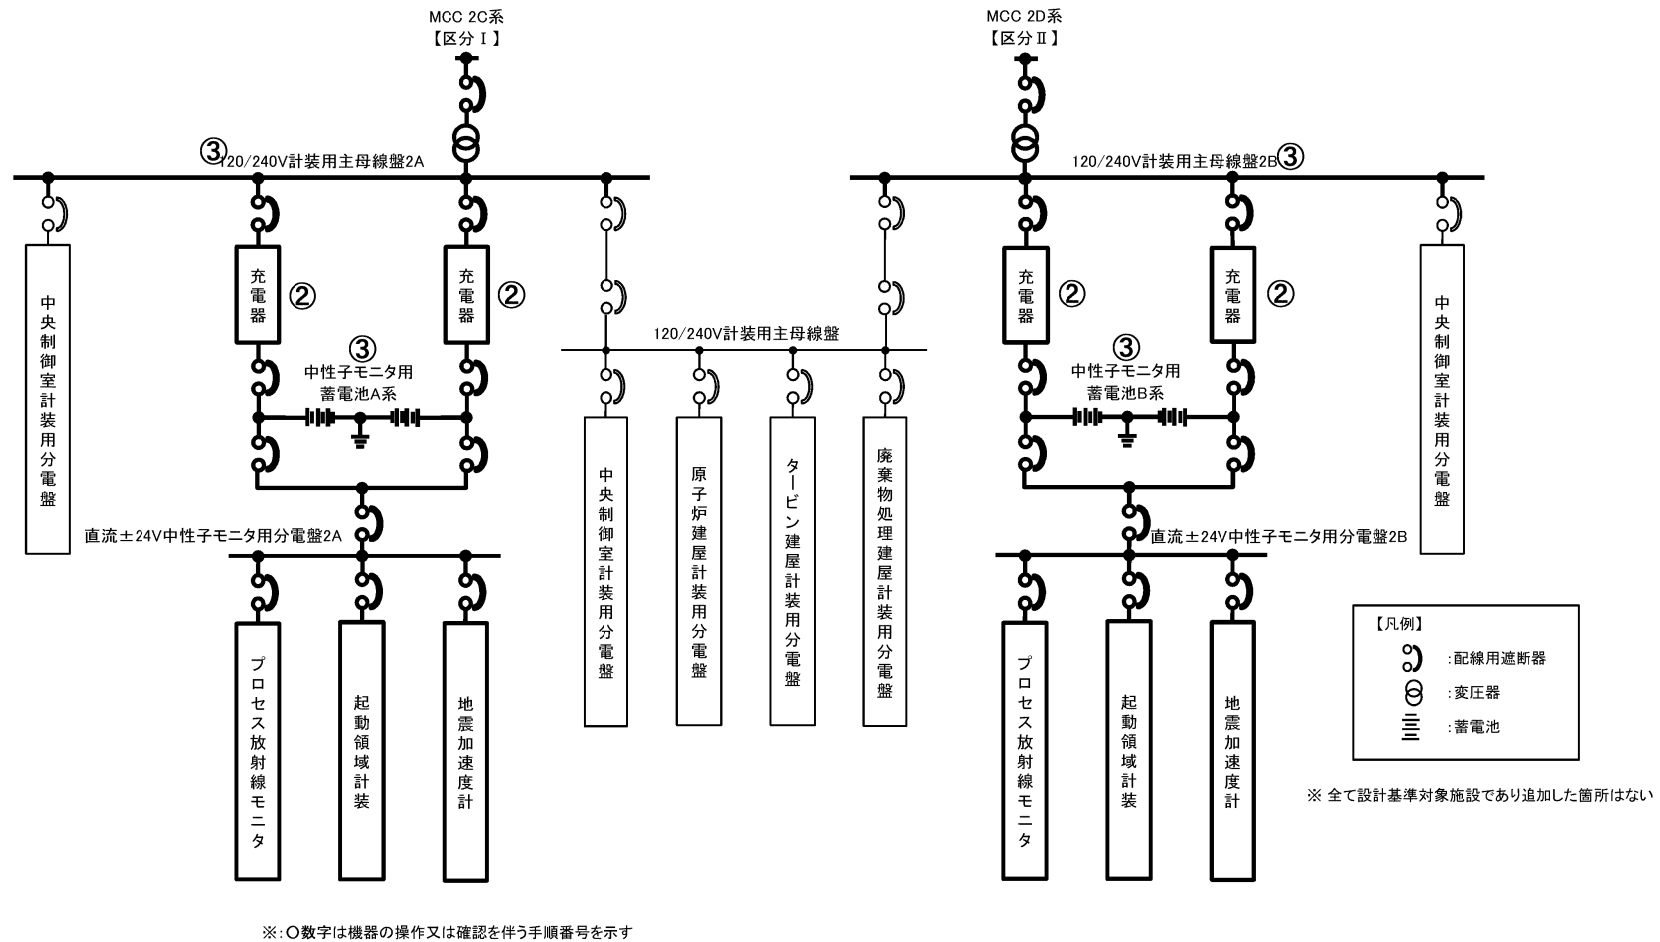 MCC 2C系
【区分Ⅰ】
MCC 2D系
【区分Ⅱ】
③
120/240V計装用主母線盤2A
120/240V計装用主母線盤2B
③
中央制御室計装用分電盤
充電器
②
充電器
②
充電器
②
充電器
②
中央制御室計装用分電盤
③
中性子モニタ用
蓄電池A系
120/240V計装用主母線盤
③
中性子モニタ用
蓄電池B系
中央制御室計装用分電盤
原子炉建屋計装用分電盤
タービン建屋計装用分電盤
廃棄物処理建屋計装用分電盤
直流±24V中性子モニタ用分電盤2A
直流±24V中性子モニタ用分電盤2B
プロセス放射線モニタ
起動領域計装
地震加速度計
プロセス放射線モニタ
起動領域計装
地震加速度計
【凡例】
:配線用遮断器
:変圧器
:蓄電池
※ 全て設計基準対象施設であり追加した箇所はない
※:〇数字は機器の操作又は確認を伴う手順番号を示す